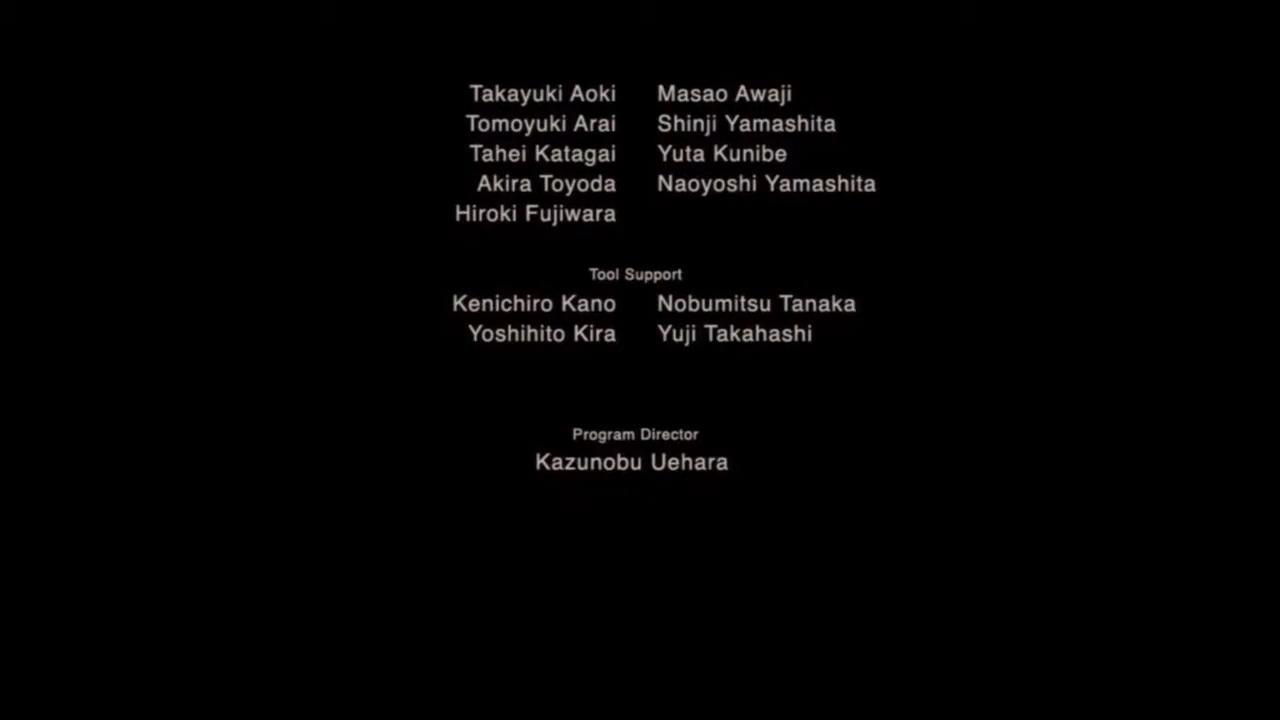 Takayuki Aoki Masao Awaji
Tomoyuki Arai Shinji Yamashita
Tahei Katagai Yuta Kunibe
Akira Toyoda Naoyoshi Yamashita
Hiroki Fujiwara
Tool Support
Kenichiro Kano Nobumitsu Tanaka
Yoshihito Kira Yuji Takahashi
Program Director
Kazunobu Uehara